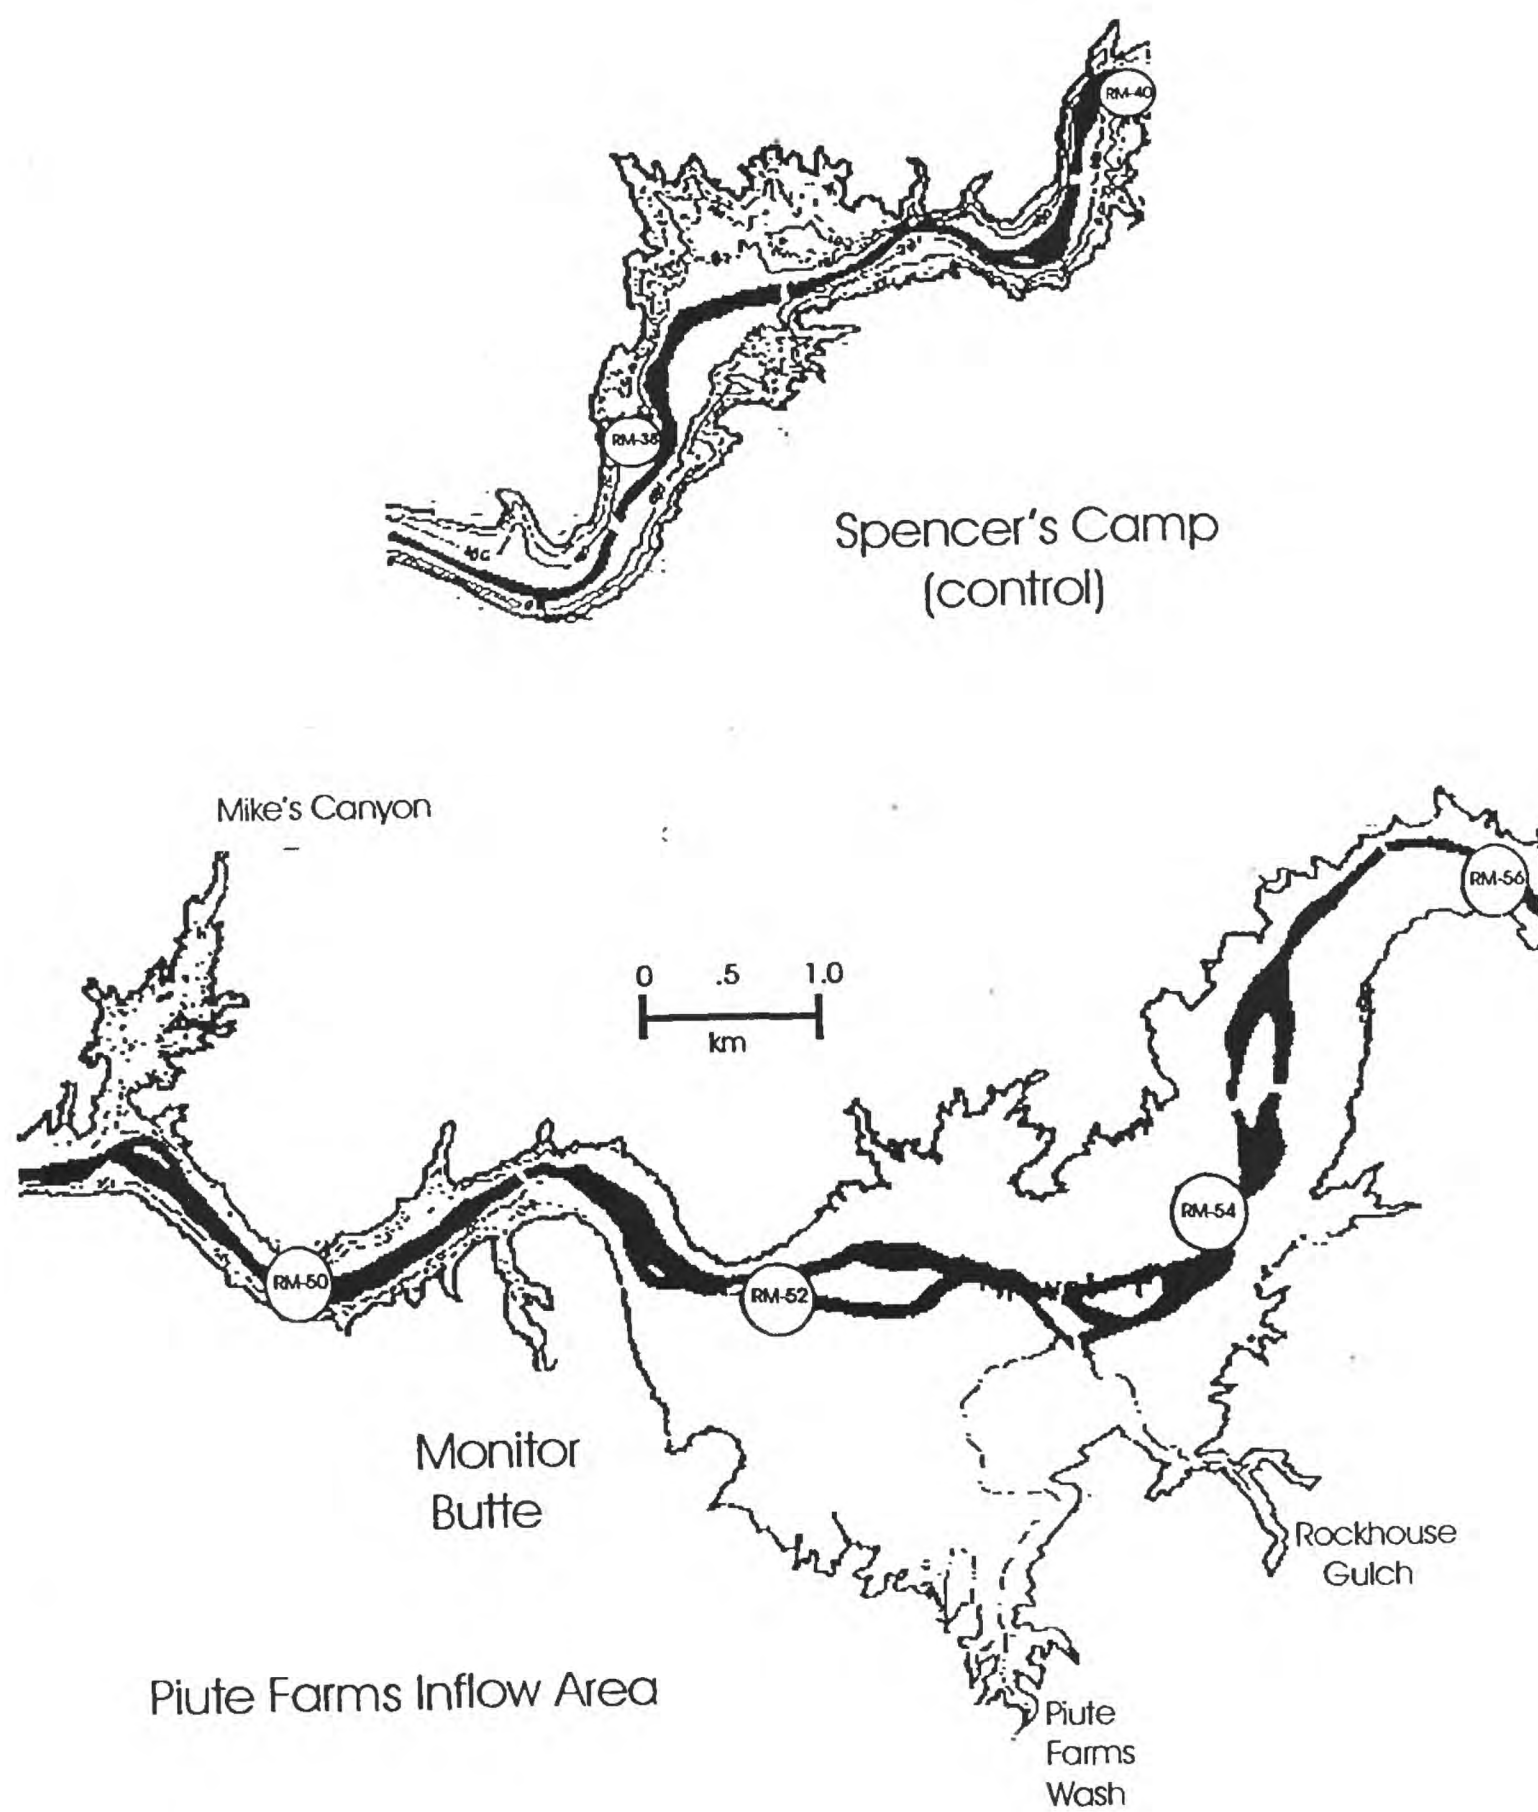 RM-40
RM-38
Spencer's Camp
(control)
Mike's Canyon
RM-56
0 .5 1.0
km
RM-54
RM-50
RM-52
Monitor
Butte
Rockhouse
Gulch
Piute Farms Inflow Area
Piute
Farms
Wash